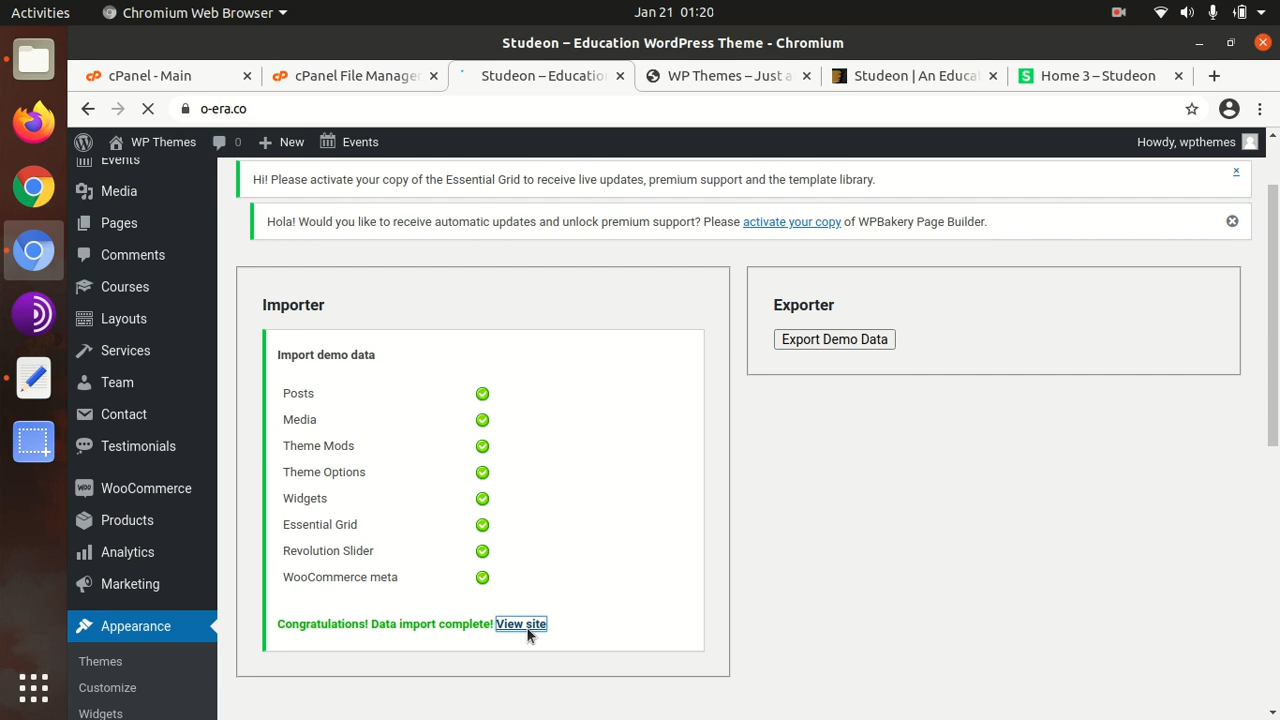 Activities
Chromium Web Browser
Jan 21 01:20
Studeon – Education WordPress Theme - Chromium
cPanel - Main
cPanel File Manage
Studeon – Educatio
WP Themes – Just a
Studeon | An Educa
Home 3 – Studeon
o-era.co
WP Themes
0
New
Events
Howdy, wpthemes
Events
Media
Pages
Comments
Courses
Layouts
Services
Team
Contact
Testimonials
WooCommerce
Products
Analytics
Marketing
Appearance
Themes
Customize
Widgets
Hi! Please activate your copy of the Essential Grid to receive live updates, premium support and the template library.
Hola! Would you like to receive automatic updates and unlock premium support? Please activate your copy of WPBakery Page Builder.
Importer
Import demo data
Posts
Media
Theme Mods
Theme Options
Widgets
Essential Grid
Revolution Slider
WooCommerce meta
Congratulations! Data import complete! View site
Exporter
Export Demo Data